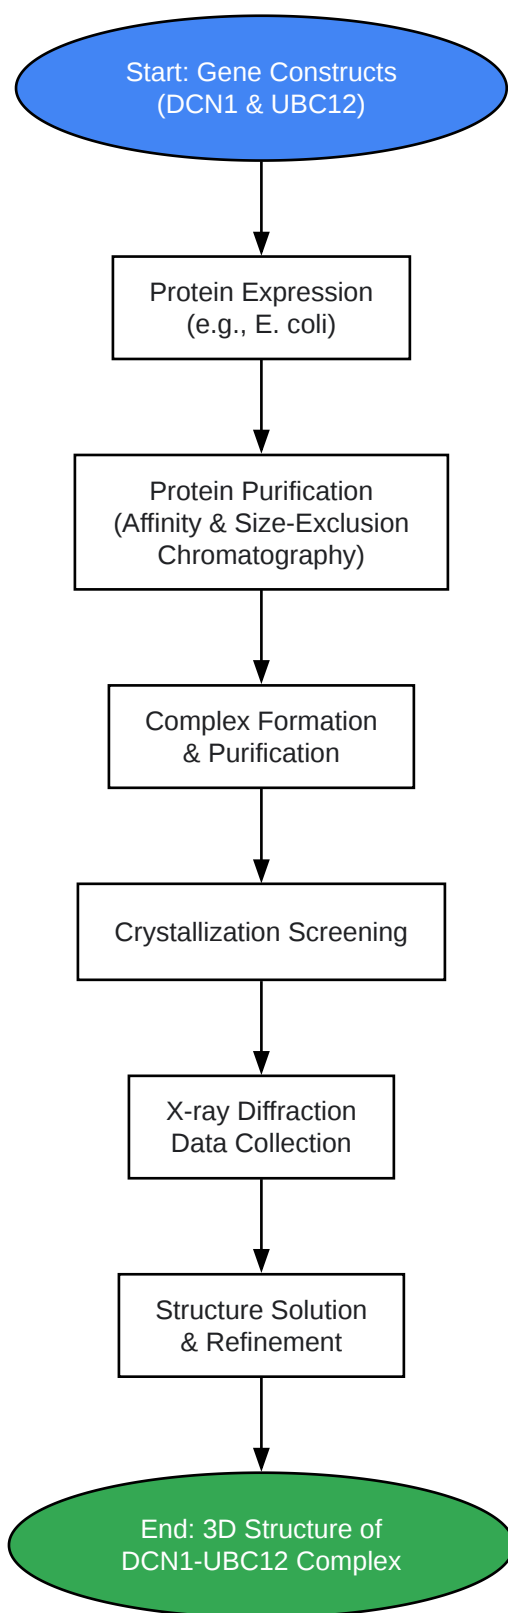 Start: Gene Constructs
(DCN1 & UBC12)
Protein Expression
(e.g., E. coli)
Protein Purification
(Affinity & Size-Exclusion
Chromatography)
Complex Formation
& Purification
Crystallization Screening
X-ray Diffraction
Data Collection
Structure Solution
& Refinement
End: 3D Structure of
DCN1-UBC12 Complex